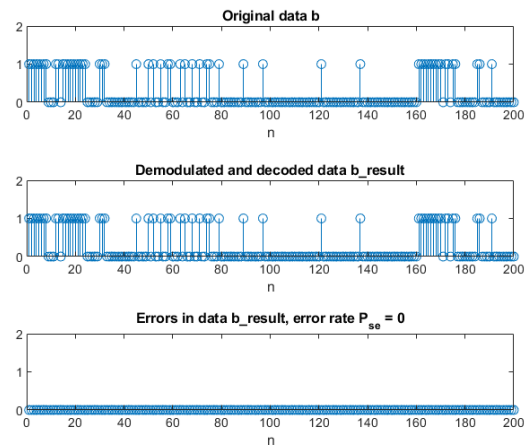 Original data b
2
1
0
0 20 40 60 80 100 120 140 160 180 200
n
Demodulated and decoded data b_result
2
1
0
0 20 40 60 80 100 120 140 160 180 200
n
Errors in data b_result, error rate P_se = 0
2
1
0
0 20 40 60 80 100 120 140 160 180 200
n